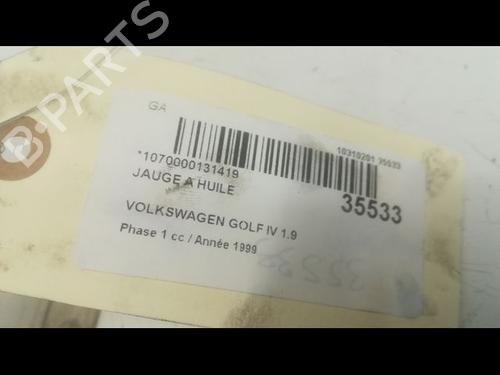 GA
10310201 35533
*1070000131419
JAUGE A HUILE
35533
VOLKSWAGEN GOLF IV 1.9
Phase 1 cc / Année 1999
B-PARTS